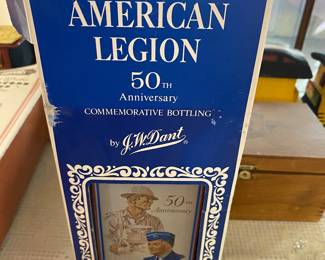 AMERICAN
LEGION
50TH
Anniversary
COMMEMORATIVE BOTTLING
by J.W. Dant®
50th
Anniversary